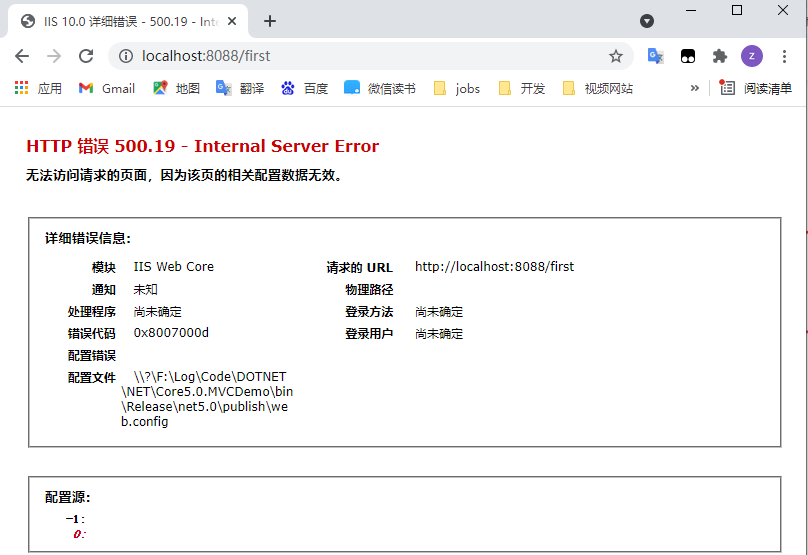 IIS 10.0 详细错误 - 500.19 - Inte
localhost:8088/first
z
应用 Gmail 地图 翻译 百度 微信读书 jobs 开发 视频网站 » 阅读清单
HTTP 错误 500.19 - Internal Server Error
无法访问请求的页面，因为该页的相关配置数据无效。
详细错误信息:
模块 IIS Web Core 请求的 URL http://localhost:8088/first
通知 未知 物理路径
处理程序 尚未确定 登录方法 尚未确定
错误代码 0x8007000d 登录用户 尚未确定
配置错误
配置文件 \\?\F:\Log\Code\DOTNET
\NET\Core5.0.MVCDemo\bin
\Release\net5.0\publish\we
b.config
配置源:
-1:
0: